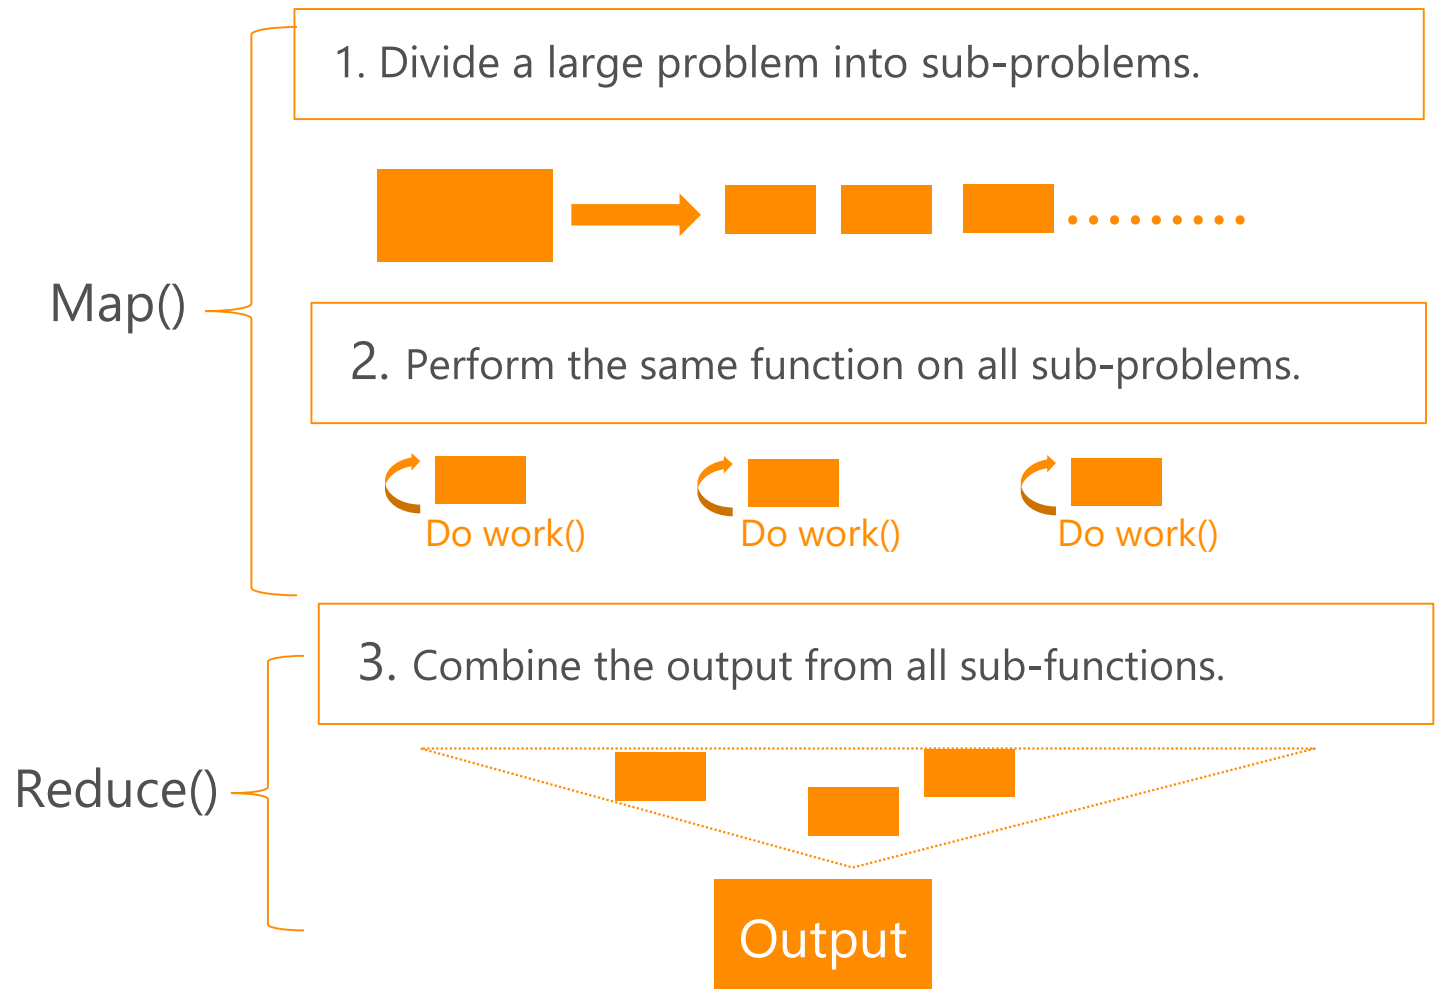 1. Divide a large problem into sub-problems.
Map()
2. Perform the same function on all sub-problems.
Do work()
Do work()
Do work()
3. Combine the output from all sub-functions.
Reduce()
Output